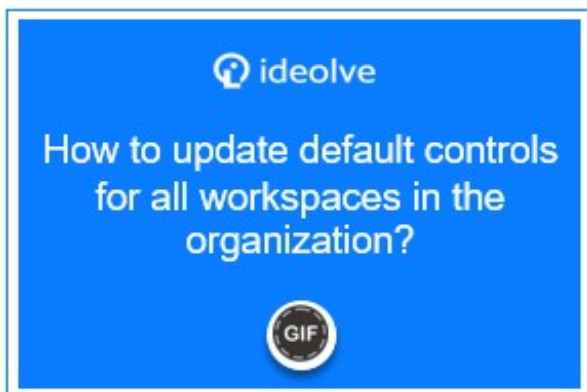 ideolve
How to update default controls
for all workspaces in the
organization?
GIF